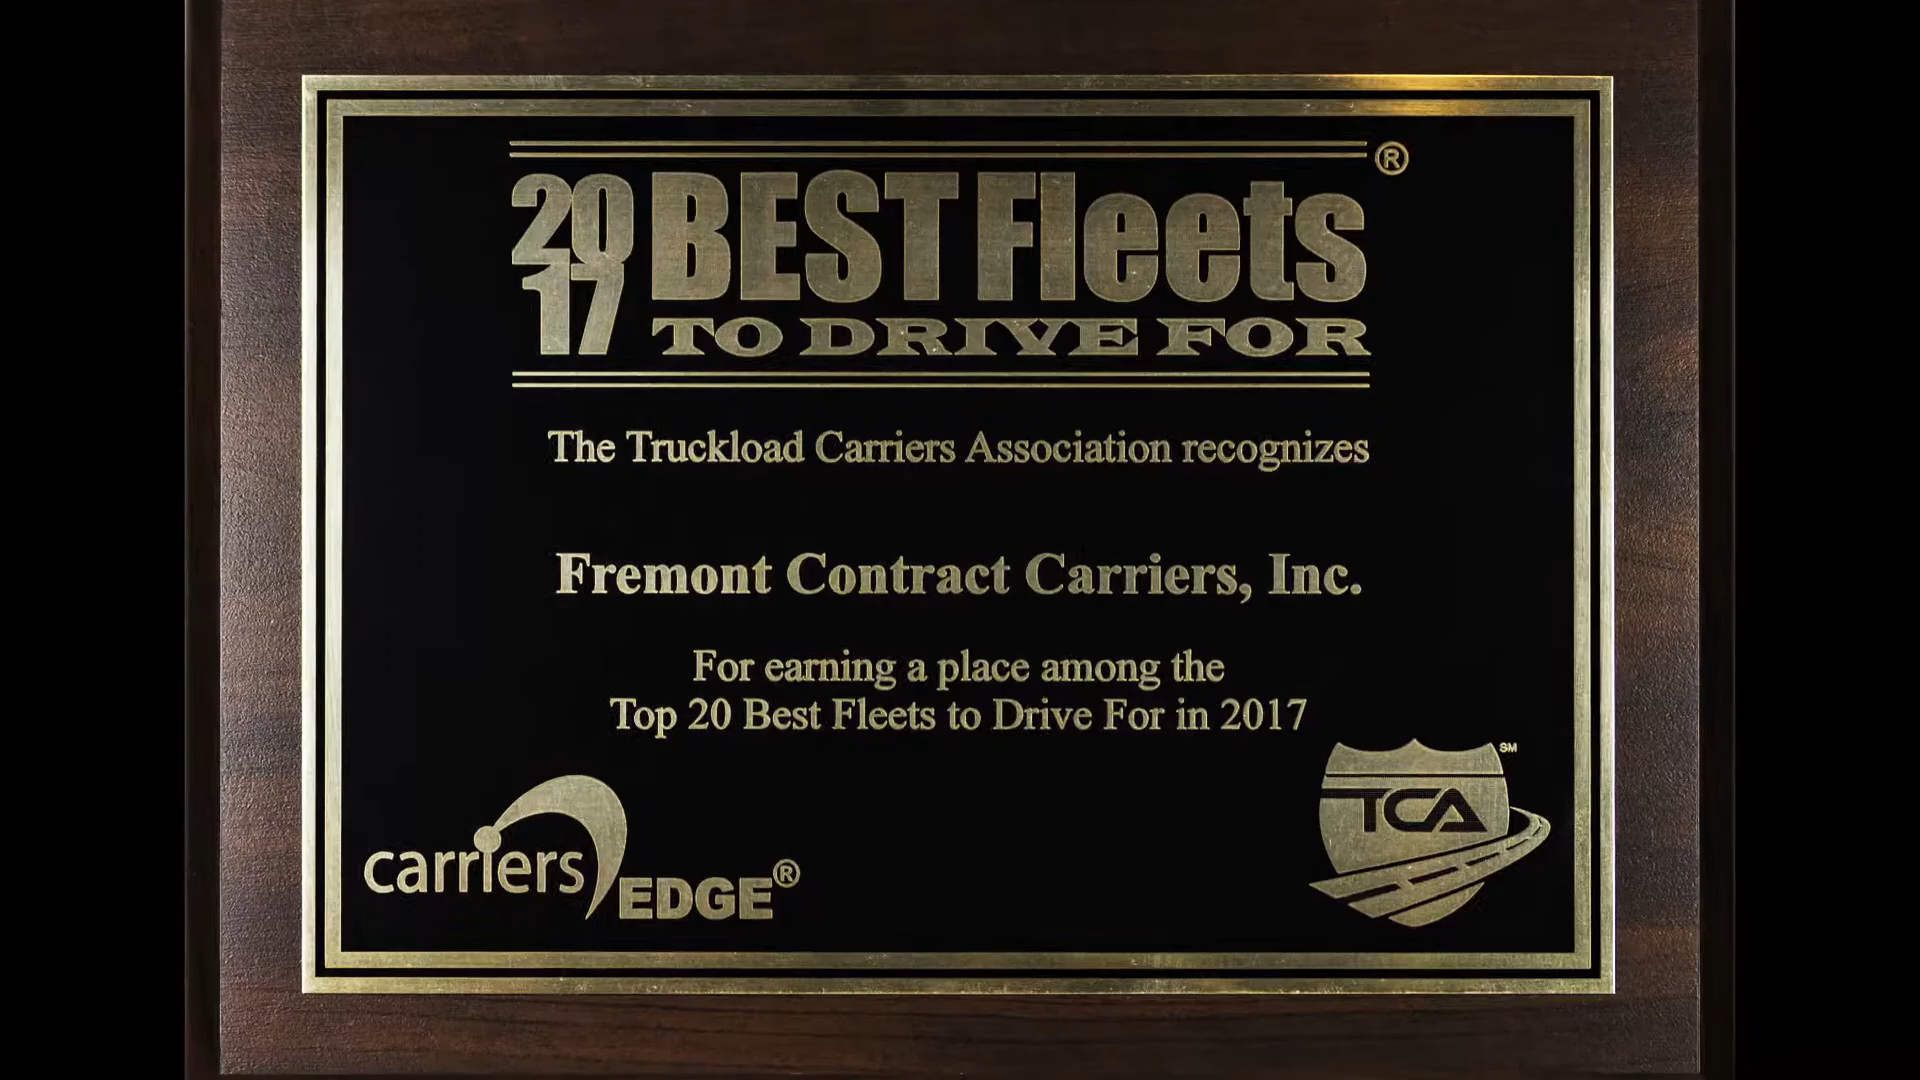 2017 BEST Fleets ®
TO DRIVE FOR
The Truckload Carriers Association recognizes
Fremont Contract Carriers, Inc.
For earning a place among the
Top 20 Best Fleets to Drive For in 2017
carriers EDGE®
TCA SM